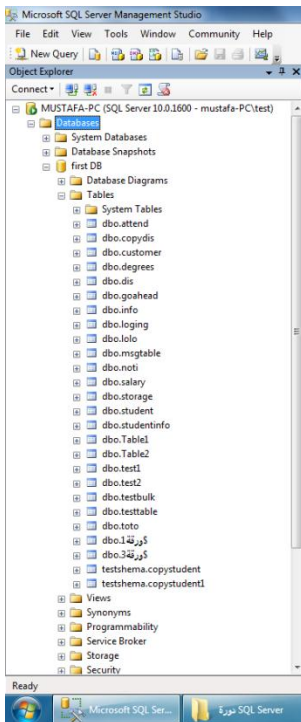 Microsoft SQL Server Management Studio
File Edit View Tools Window Community Help
New Query
Object Explorer
Connect
MUSTAFA-PC (SQL Server 10.0.1600 - mustafa-PC\test)
Databases
System Databases
Database Snapshots
first DB
Database Diagrams
Tables
System Tables
dbo.attend
dbo.copydis
dbo.customer
dbo.degrees
dbo.dis
dbo.goahead
dbo.info
dbo.loging
dbo.lolo
dbo.msgtable
dbo.noti
dbo.salary
dbo.storage
dbo.student
dbo.studentinfo
dbo.Table1
dbo.Table2
dbo.test1
dbo.test2
dbo.testbulk
dbo.testtable
dbo.toto
dbo.ورقة1$
dbo.ورقة3$
testshema.copystudent
testshema.copystudent1
Views
Synonyms
Programmability
Service Broker
Storage
Security
Ready
Microsoft SQL Ser...
دورة SQL Server